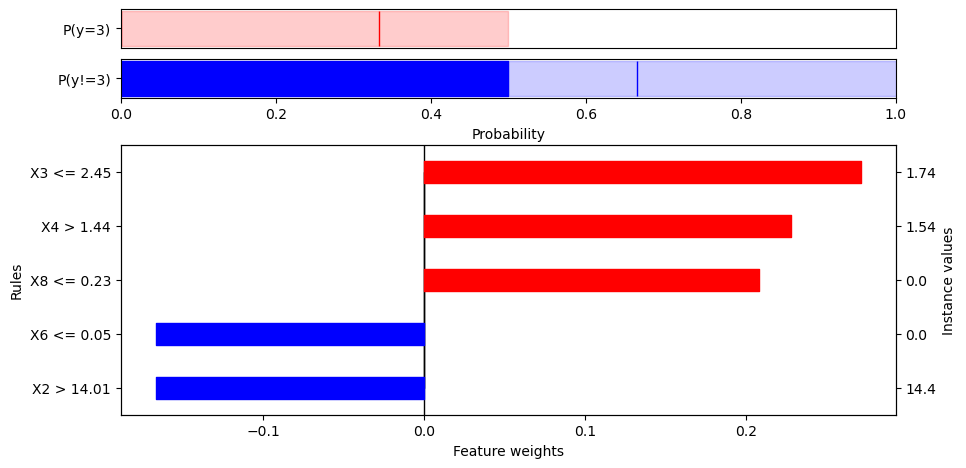 P(y=3)
P(y!=3)
0.0 0.2 0.4 0.6 0.8 1.0
Probability
X3 <= 2.45 1.74
X4 > 1.44 1.54
X8 <= 0.23 0.0
X6 <= 0.05 0.0
X2 > 14.01 14.4
Rules
Instance values
−0.1 0.0 0.1 0.2
Feature weights